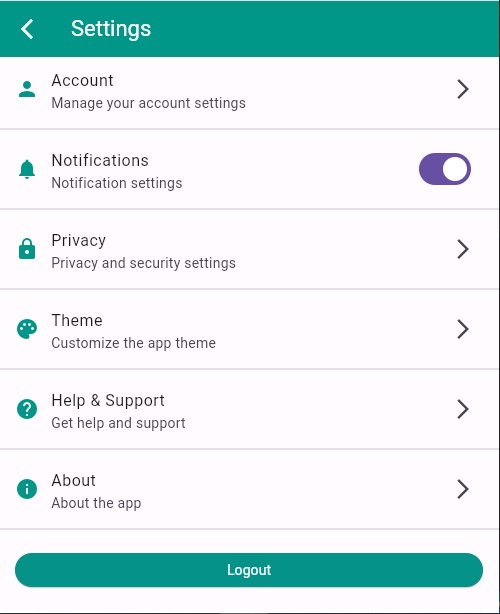 Settings
Account
Manage your account settings
Notifications
Notification settings
Privacy
Privacy and security settings
Theme
Customize the app theme
Help & Support
Get help and support
About
About the app
Logout